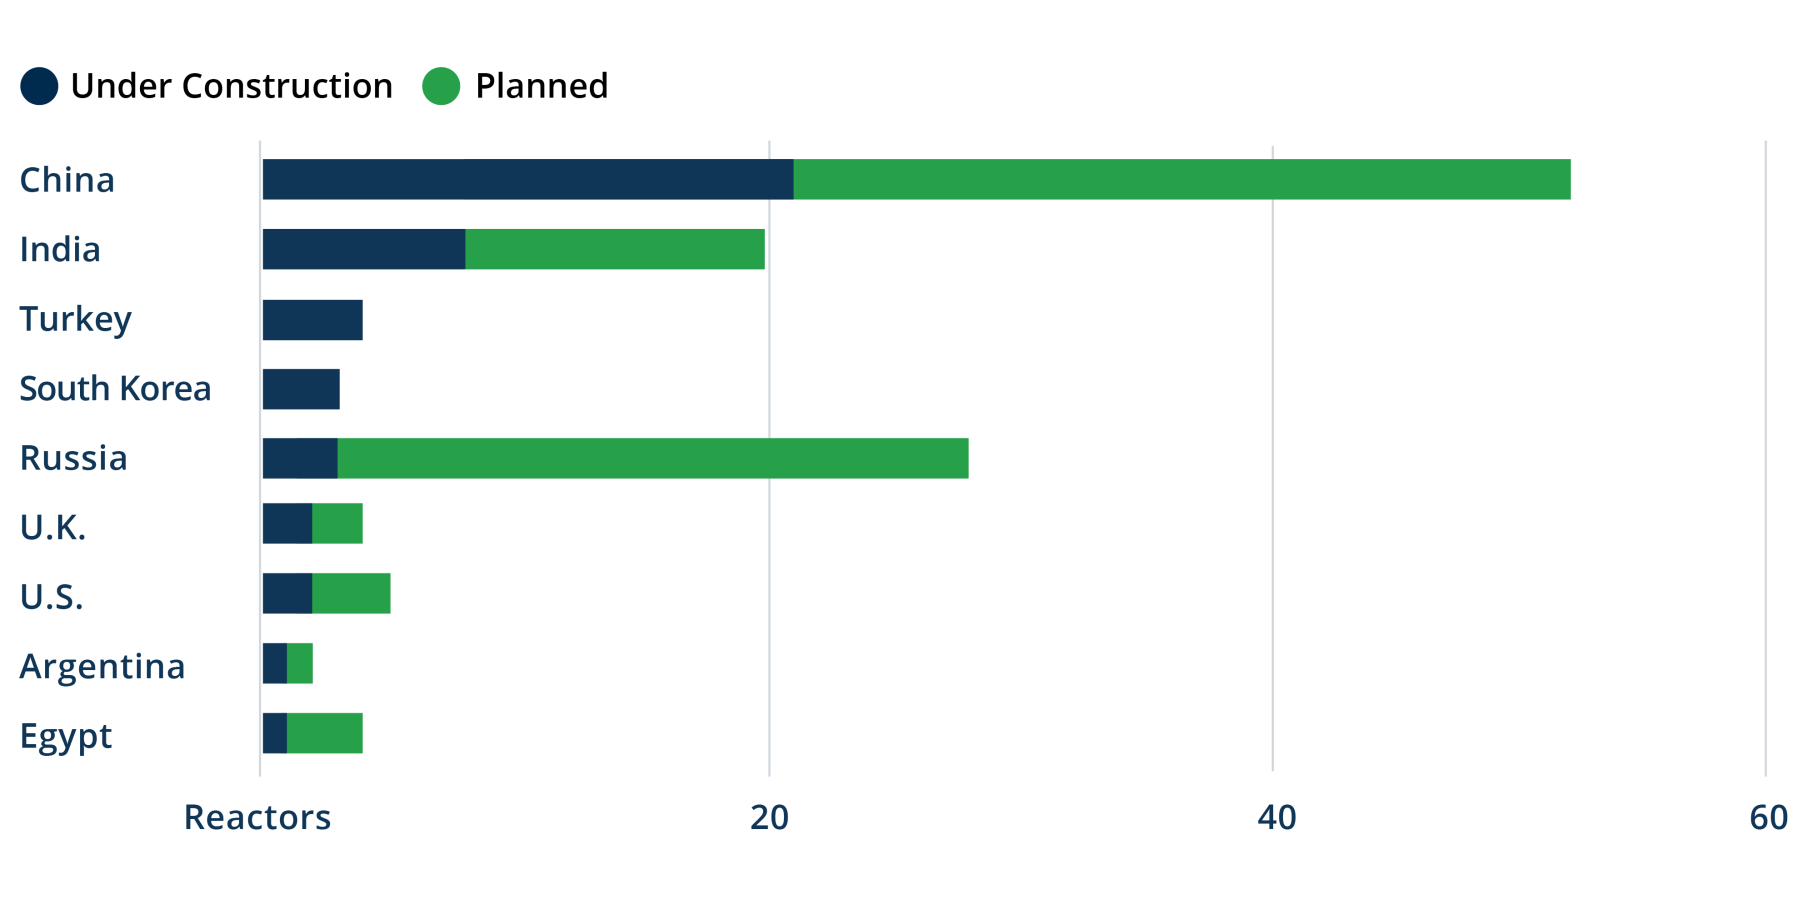 Under Construction Planned
China
India
Turkey
South Korea
Russia
U.K.
U.S.
Argentina
Egypt
Reactors 20 40 60